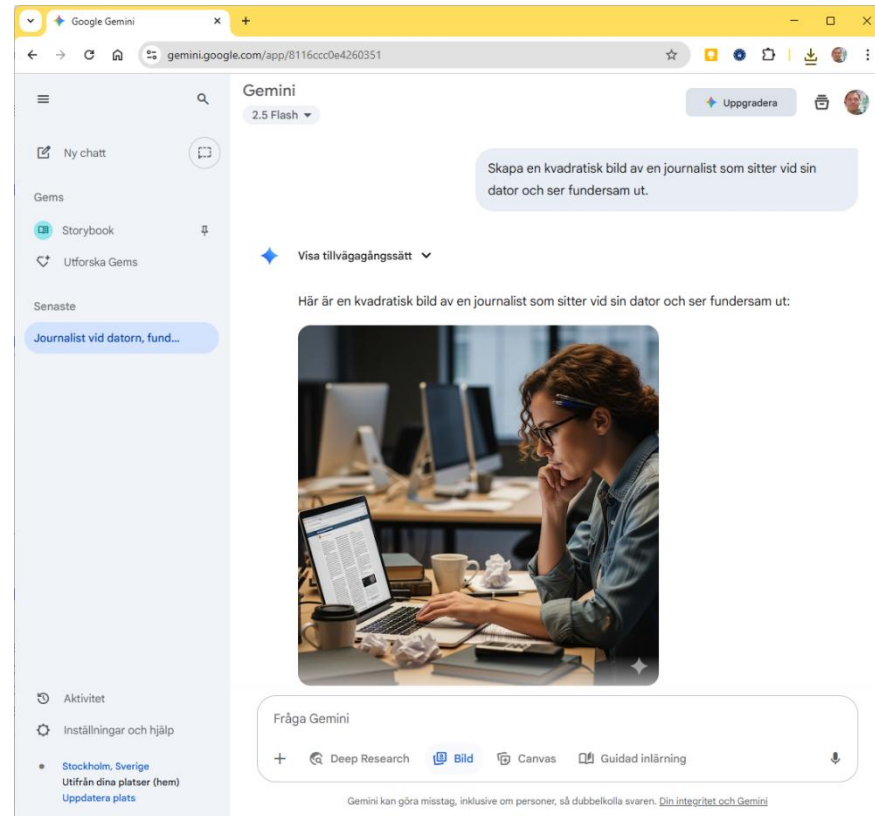 Google Gemini
gemini.google.com/app/8116ccc0e4260351
Gemini
2.5 Flash
Uppgradera
Ny chatt
Gems
Storybook
Utforska Gems
Senaste
Journalist vid datorn, fund...
Skapa en kvadratisk bild av en journalist som sitter vid sin
dator och ser fundersam ut.
Visa tillvägagångssätt
Här är en kvadratisk bild av en journalist som sitter vid sin dator och ser fundersam ut:
Aktivitet
Inställningar och hjälp
Stockholm, Sverige
Utifrån dina platser (hem)
Uppdatera plats
Fråga Gemini
Deep Research
Bild
Canvas
Guidad inlärning
Gemini kan göra misstag, inklusive om personer, så dubbelkolla svaren. Din integritet och Gemini